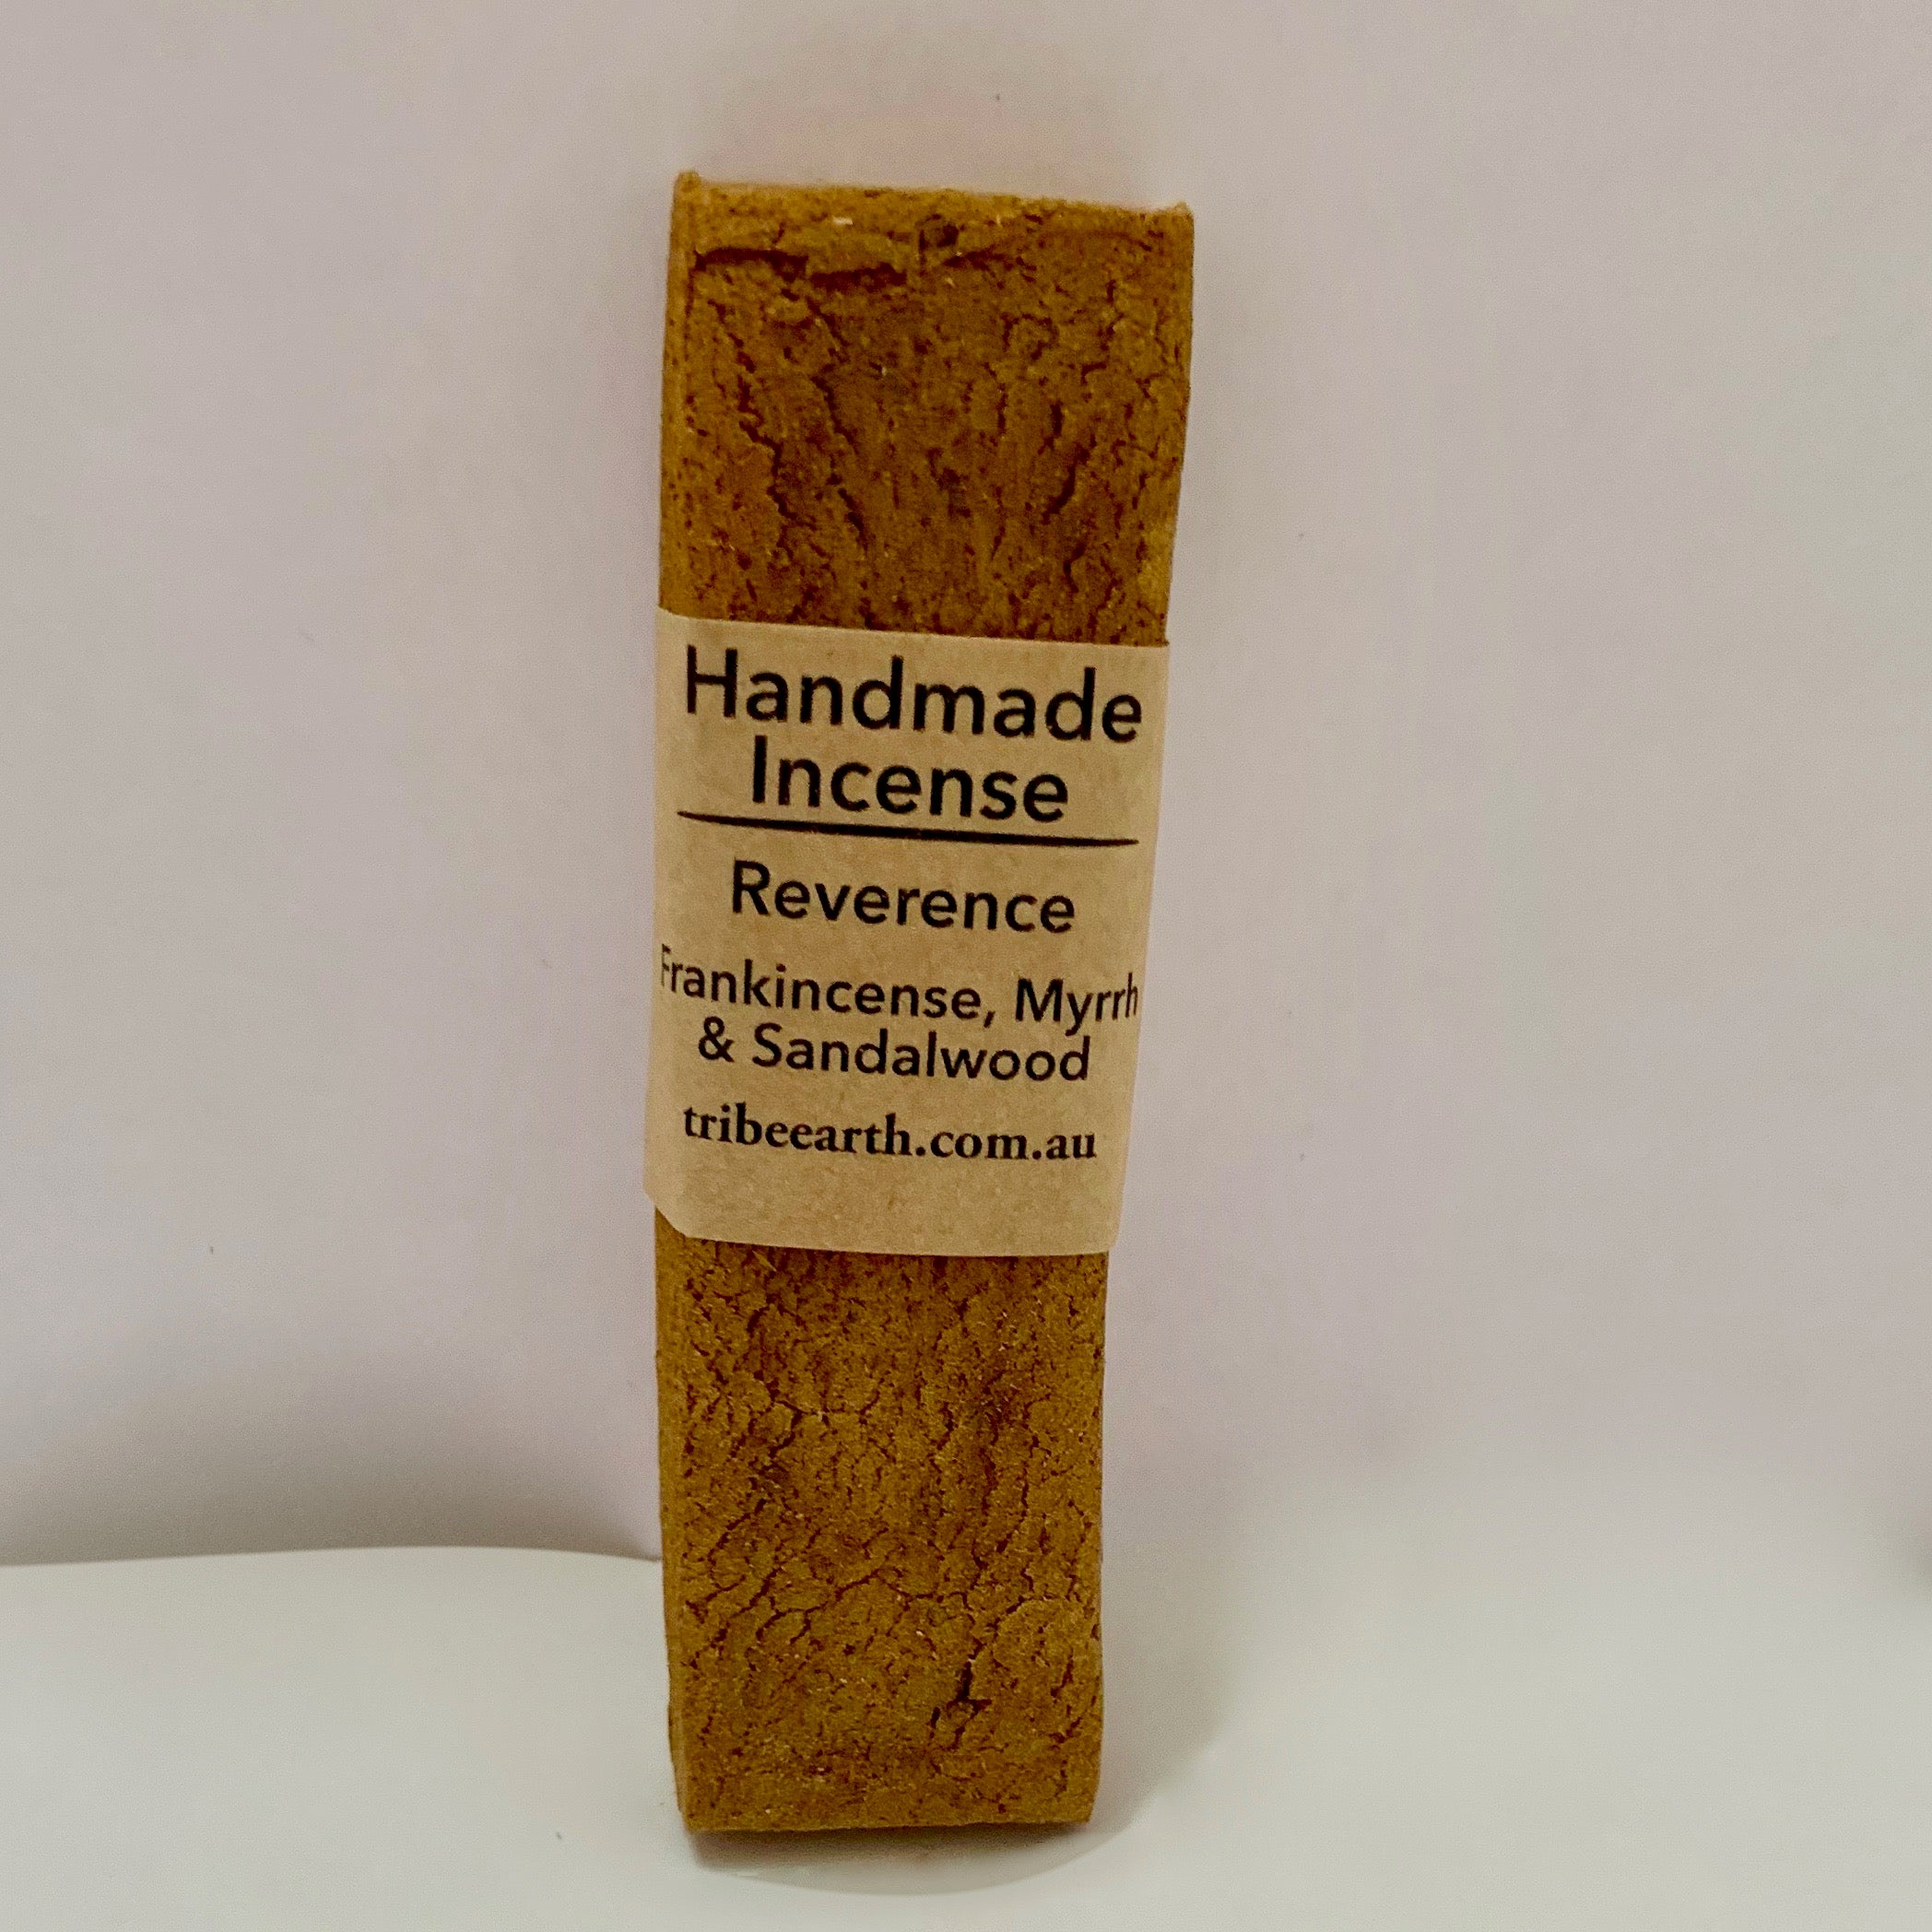 Handmade
Incense
Reverence
Frankincense, Myrrh
& Sandalwood
tribeearth.com.au